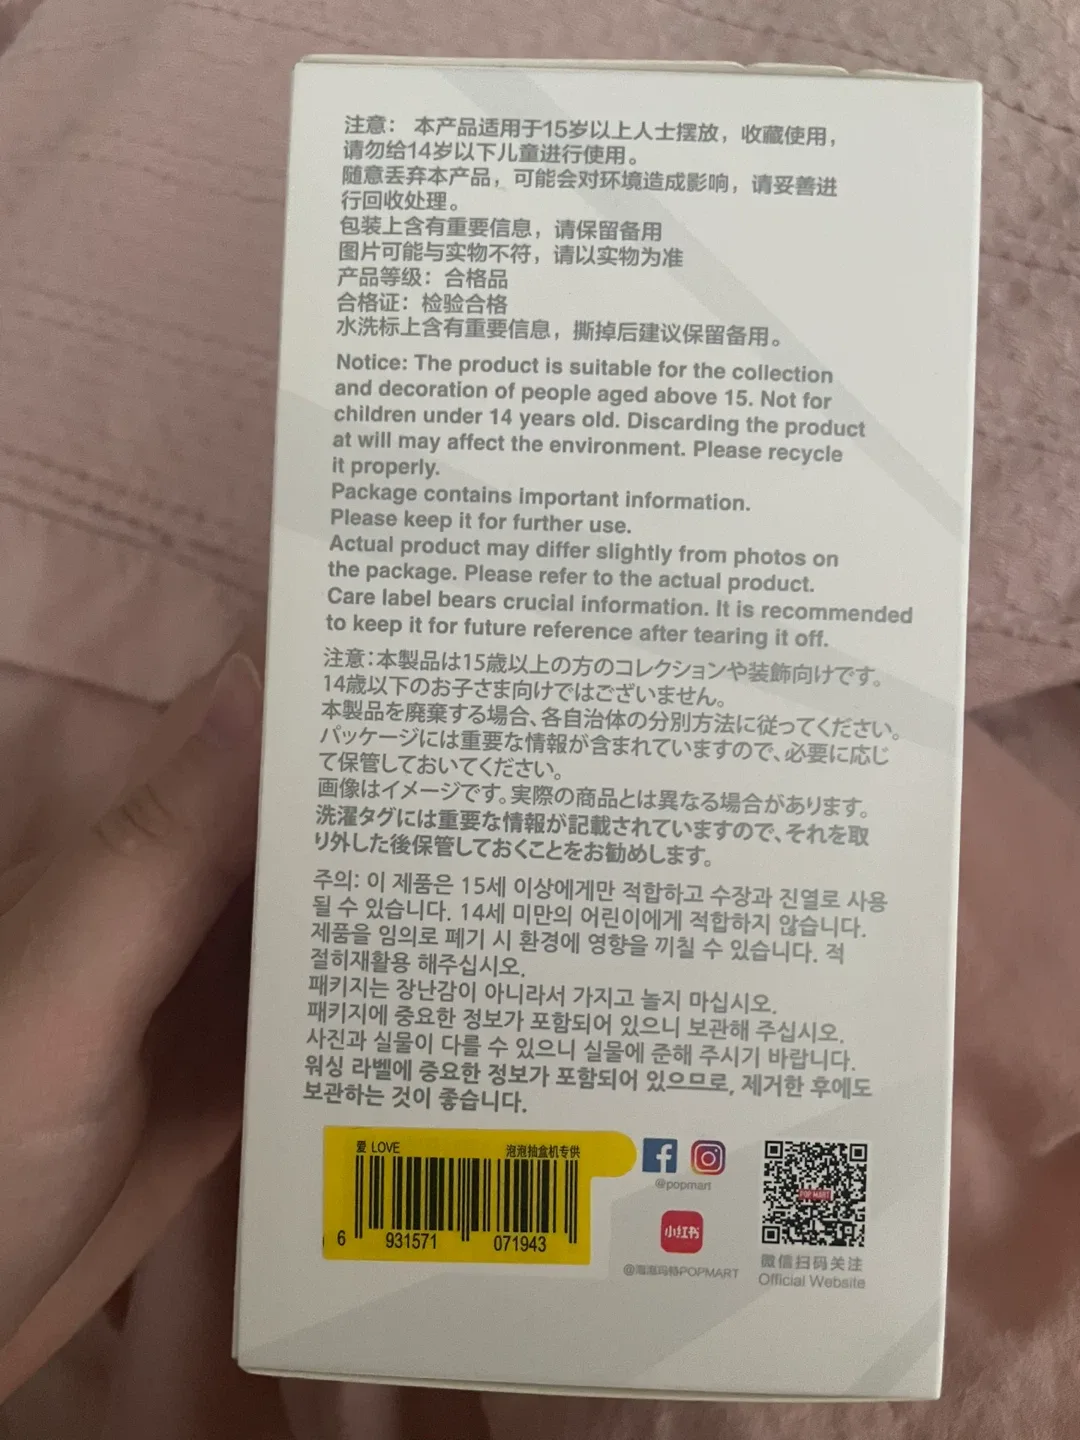 注意： 本产品适用于15岁以上人士摆放，收藏使用，
请勿给14岁以下儿童进行使用。
随意丢弃本产品，可能会对环境造成影响，请妥善进
行回收处理。
包装上含有重要信息，请保留备用
图片可能与实物不符，请以实物为准
产品等级：合格品
合格证：检验合格
水洗标上含有重要信息，撕掉后建议保留备用。
Notice: The product is suitable for the collection
and decoration of people aged above 15. Not for
children under 14 years old. Discarding the product
at will may affect the environment. Please recycle
it properly.
Package contains important information.
Please keep it for further use.
Actual product may differ slightly from photos on
the package. Please refer to the actual product.
Care label bears crucial information. It is recommended
to keep it for future reference after tearing it off.
注意：本製品は15歳以上の方のコレクションや装飾向けです。
14歳以下のお子さま向けではございません。
本製品を廃棄する場合、各自治体の分別方法に従ってください。
パッケージには重要な情報が含まれていますので、必要に応じ
て保管しておいてください。
画像はイメージです。実際の商品とは異なる場合があります。
洗濯タグには重要な情報が記載されていますので、それを取
り外した後保管しておくことをお勧めします。
주의: 이 제품은 15세 이상에게만 적합하고 수장과 진열로 사용
될 수 있습니다. 14세 미만의 어린이에게 적합하지 않습니다.
제품을 임의로 폐기 시 환경에 영향을 끼칠 수 있습니다. 적
절히재활용 해주십시오.
패키지는 장난감이 아니라서 가지고 놀지 마십시오.
패키지에 중요한 정보가 포함되어 있으니 보관해 주십시오.
사진과 실물이 다를 수 있으니 실물에 준해 주시기 바랍니다.
워싱 라벨에 중요한 정보가 포함되어 있으므로, 제거한 후에도
보관하는 것이 좋습니다.
爱 LOVE 泡泡抽盒机专供
6 931571 071943
@popmart
小红书
@泡泡玛特POPMART
POP MART
微信扫码关注
Official Website